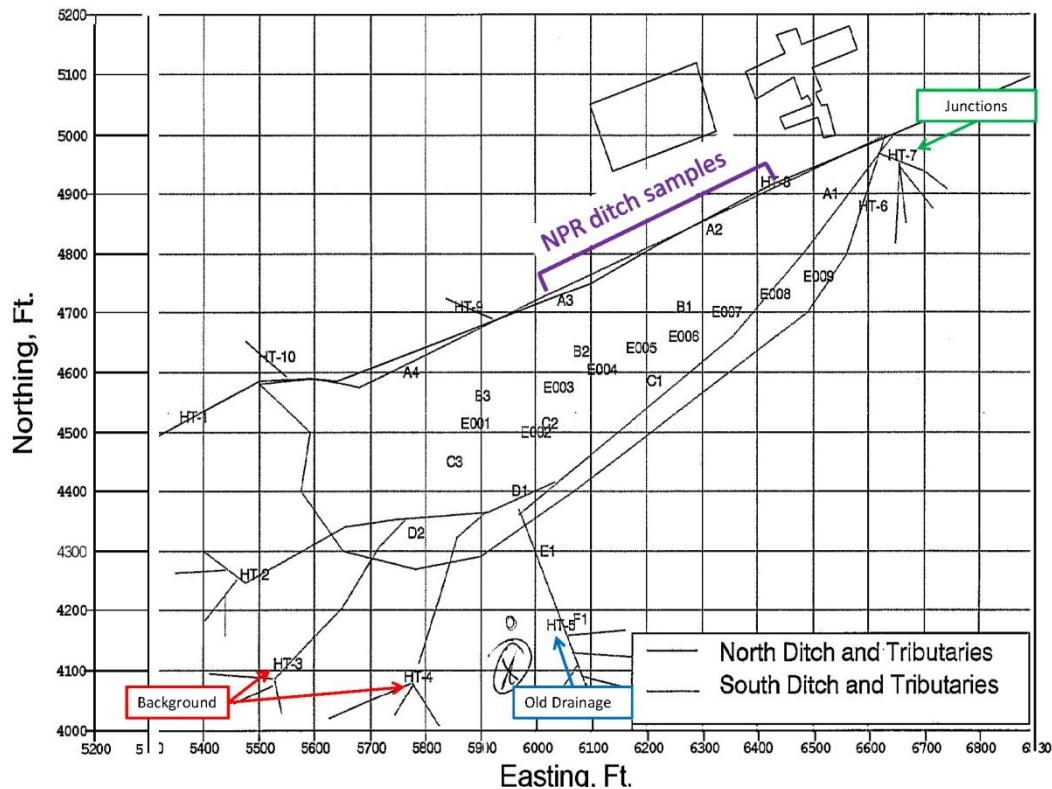 5200
5100
5000
4900
4800
4700
4600
4500
4400
4300
4200
4100
4000
Northing, Ft.
Junctions
HT-7
NPR ditch samples
HT-8
A1
HT-6
A2
E009
E008
A3
HT-9
B1
E007
E006
HT-10
B2
E005
A4
E004
C1
E003
B3
HT-1
E001
C2
E002
C3
D1
D2
E1
HT-2
F1
HT-5
HT-3
HT-4
Background
Old Drainage
North Ditch and Tributaries
South Ditch and Tributaries
5200 5 5400 5500 5600 5700 5800 5900 6000 6100 6200 6300 6400 6500 6600 6700 6800 6 30
Easting, Ft.